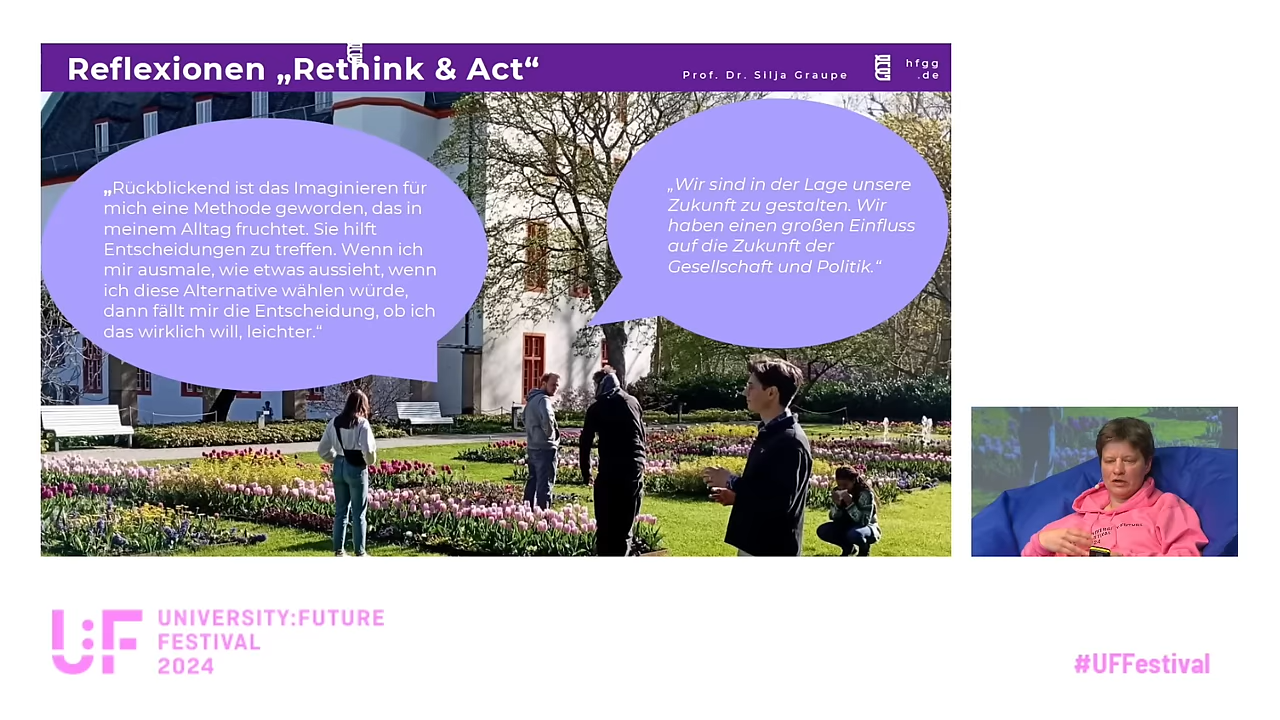 Reflexionen „Rethink & Act“
Prof. Dr. Silja Graupe
hfgg
.de
„Rückblickend ist das Imaginieren für
mich eine Methode geworden, das in
meinem Alltag fruchtet. Sie hilft
Entscheidungen zu treffen. Wenn ich
mir ausmale, wie etwas aussieht, wenn
ich diese Alternative wählen würde,
dann fällt mir die Entscheidung, ob ich
das wirklich will, leichter.“
„Wir sind in der Lage unsere
Zukunft zu gestalten. Wir
haben einen großen Einfluss
auf die Zukunft der
Gesellschaft und Politik.“
U:F
UNIVERSITY:FUTURE
FESTIVAL
2024
#UFFestival